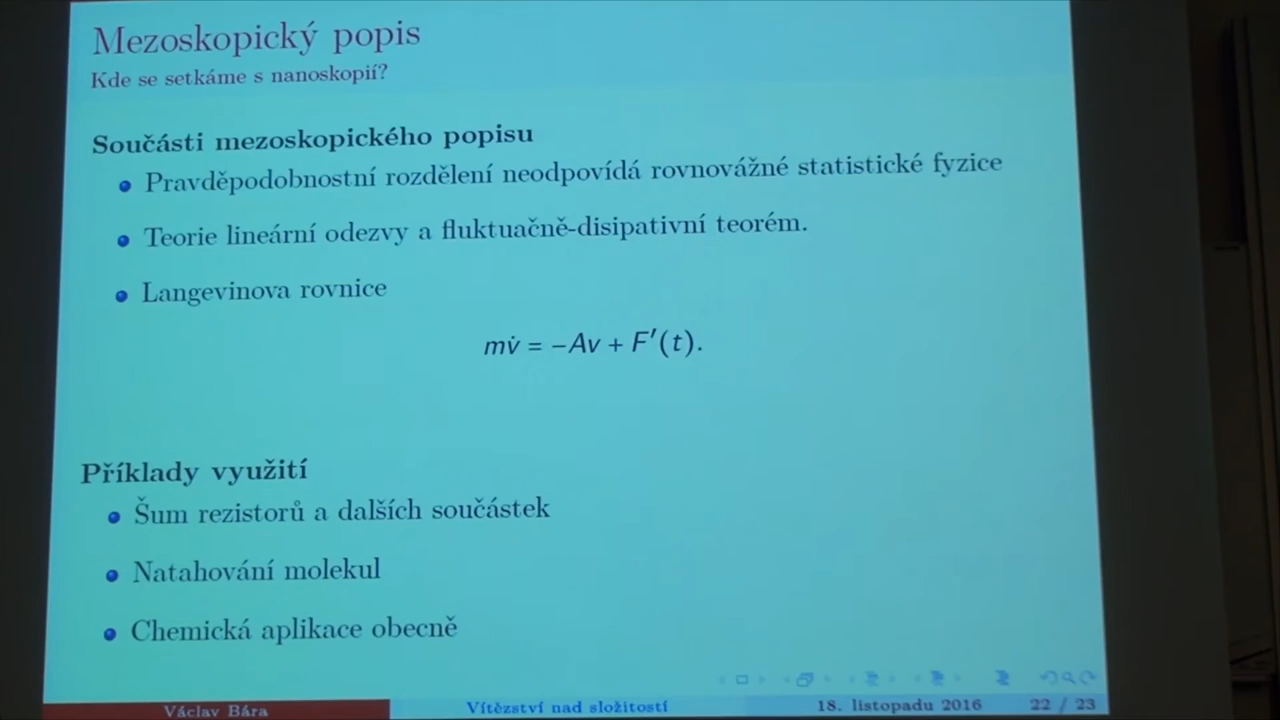 Mezoskopický popis
Kde se setkáme s nanoskopií?
Součásti mezoskopického popisu
Pravděpodobnostní rozdělení neodpovídá rovnovážné statistické fyzice
Teorie lineární odezvy a fluktuačně-disipativní teorém.
Langevinova rovnice
mv̇ = −Av + F′(t).
Příklady využití
Šum rezistorů a dalších součástek
Natahování molekul
Chemická aplikace obecně
Václav Bára Vítězství nad složitostí 18. listopadu 2016 22 / 23